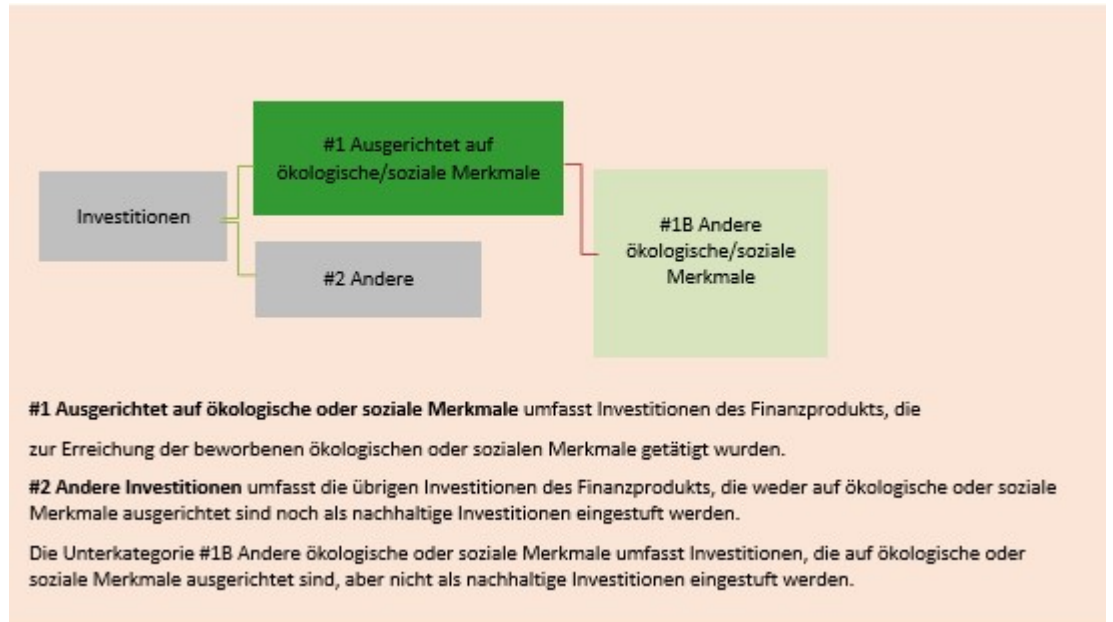 #1 Ausgerichtet auf
ökologische/soziale Merkmale
Investitionen
#2 Andere
#1B Andere
ökologische/soziale
Merkmale
#1 Ausgerichtet auf ökologische oder soziale Merkmale umfasst Investitionen des Finanzprodukts, die
zur Erreichung der beworbenen ökologischen oder sozialen Merkmale getätigt wurden.
#2 Andere Investitionen umfasst die übrigen Investitionen des Finanzprodukts, die weder auf ökologische oder soziale
Merkmale ausgerichtet sind noch als nachhaltige Investitionen eingestuft werden.
Die Unterkategorie #1B Andere ökologische oder soziale Merkmale umfasst Investitionen, die auf ökologische oder
soziale Merkmale ausgerichtet sind, aber nicht als nachhaltige Investitionen eingestuft werden.